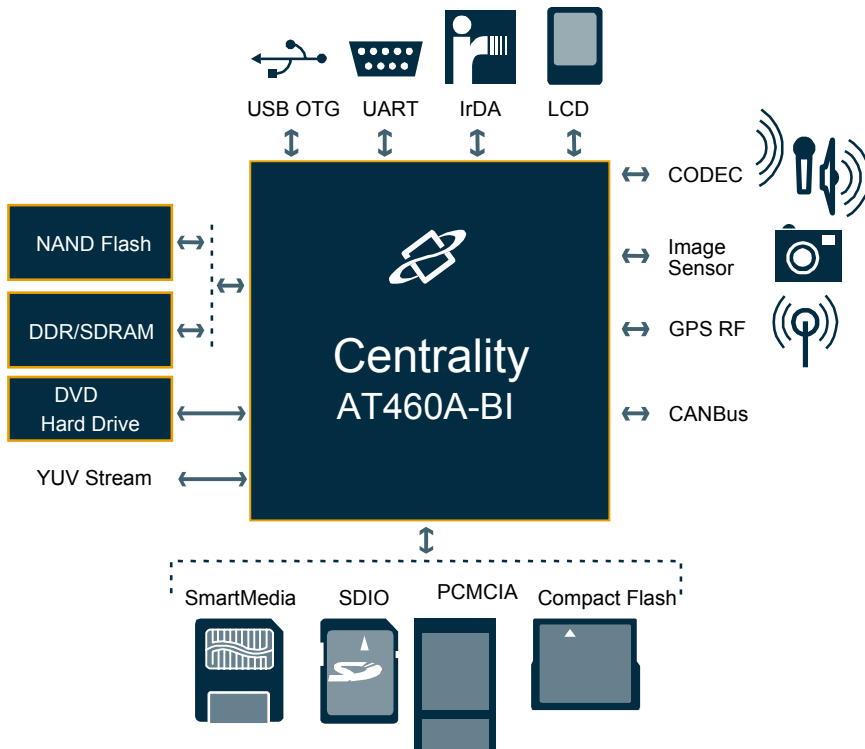 USB OTG
UART
IrDA
LCD
CODEC
NAND Flash
Image
Sensor
DDR/SDRAM
GPS RF
Centrality
AT460A-BI
DVD
Hard Drive
CANBus
YUV Stream
SmartMedia
SDIO
PCMCIA
Compact Flash